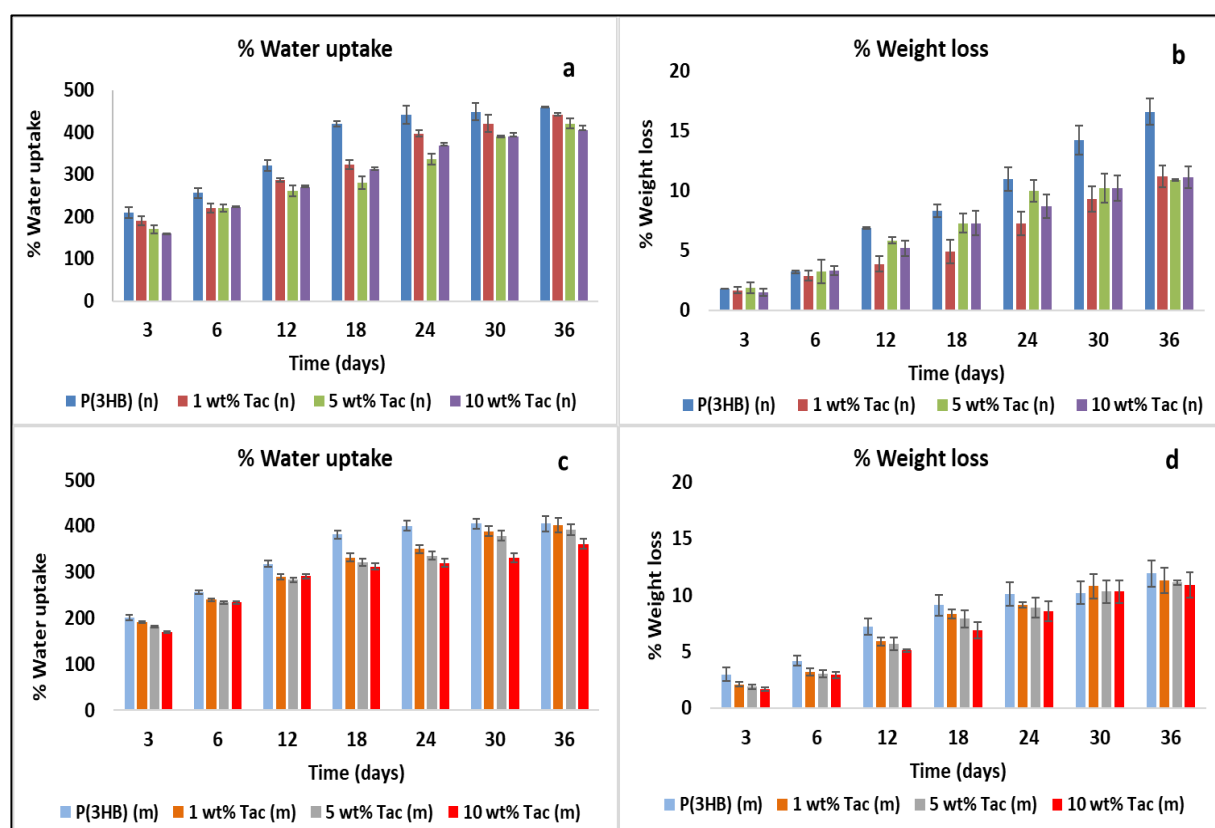 % Water uptake
a
% Water uptake
500
400
300
200
100
0
3 6 12 18 24 30 36
Time (days)
P(3HB) (n) 1 wt% Tac (n) 5 wt% Tac (n) 10 wt% Tac (n)
% Weight loss
b
% Weight loss
20
15
10
5
0
3 6 12 18 24 30 36
Time (days)
P(3HB) (n) 1 wt% Tac (n) 5 wt% Tac (n) 10 wt% Tac (n)
% Water uptake
c
% Water uptake
500
400
300
200
100
0
3 6 12 18 24 30 36
Time (days)
P(3HB) (m) 1 wt% Tac (m) 5 wt% Tac (m) 10 wt% Tac (m)
% Weight loss
d
% Weight loss
20
15
10
5
0
3 6 12 18 24 30 36
Time (days)
P(3HB) (m) 1 wt% Tac (m) 5 wt% Tac (m) 10 wt% Tac (m)